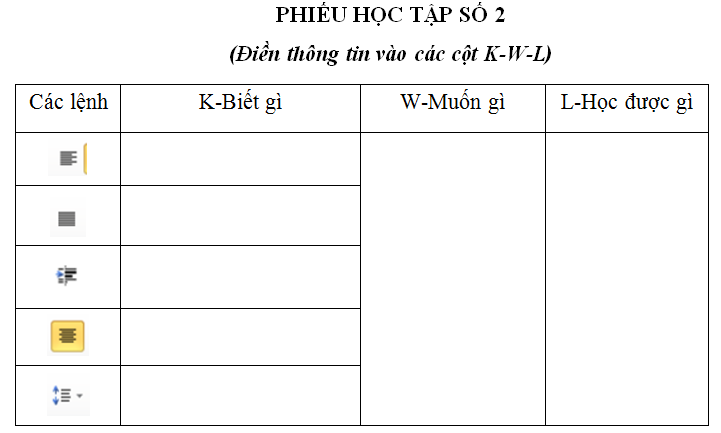 PHIẾU HỌC TẬP SỐ 2
(Điền thông tin vào các cột K-W-L)
Các lệnh K-Biết gì W-Muốn gì L-Học được gì